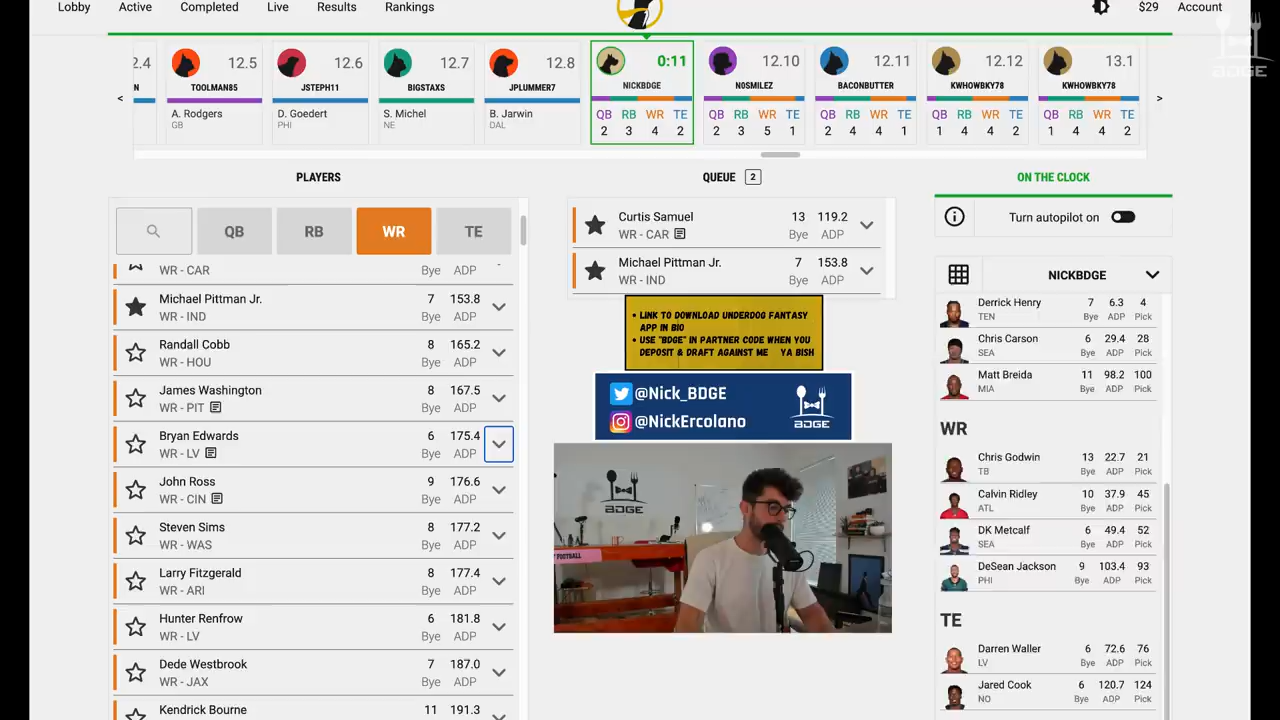 Lobby
Active
Completed
Live
Results
Rankings
$29
Account
BDGE
2.4
N
12.5
TOOLMAN85
A. Rodgers
GB
12.6
JSTEPH11
D. Goedert
PHI
12.7
BIGSTAXS
S. Michel
NE
12.8
JPLUMMER7
B. Jarwin
DAL
0:11
NICKBDGE
QB RB WR TE
2 3 4 2
12.10
N0SMILEZ
QB RB WR TE
2 3 5 1
12.11
BACONBUTTER
QB RB WR TE
2 4 4 1
12.12
KWHOWBKY78
QB RB WR TE
1 4 4 2
13.1
KWHOWBKY78
QB RB WR TE
1 4 4 2
<
>
PLAYERS
QB
RB
WR
TE
WR - CAR Bye ADP
Michael Pittman Jr. 7 153.8
WR - IND Bye ADP
Randall Cobb 8 165.2
WR - HOU Bye ADP
James Washington 8 167.5
WR - PIT Bye ADP
Bryan Edwards 6 175.4
WR - LV Bye ADP
John Ross 9 176.6
WR - CIN Bye ADP
Steven Sims 8 177.2
WR - WAS Bye ADP
Larry Fitzgerald 8 177.4
WR - ARI Bye ADP
Hunter Renfrow 6 181.8
WR - LV Bye ADP
Dede Westbrook 7 187.0
WR - JAX Bye ADP
Kendrick Bourne 11 191.3
QUEUE 2
Curtis Samuel 13 119.2
WR - CAR Bye ADP
Michael Pittman Jr. 7 153.8
WR - IND Bye ADP
• LINK TO DOWNLOAD UNDERDOG FANTASY
APP IN BIO
• USE "BDGE" IN PARTNER CODE WHEN YOU
DEPOSIT & DRAFT AGAINST ME YA BISH
@Nick_BDGE
@NickErcolano
BDGE
BDGE
FOOTBALL
ON THE CLOCK
Turn autopilot on
NICKBDGE
Derrick Henry 7 6.3 4
TEN Bye ADP Pick
Chris Carson 6 29.4 28
SEA Bye ADP Pick
Matt Breida 11 98.2 100
MIA Bye ADP Pick
WR
Chris Godwin 13 22.7 21
TB Bye ADP Pick
Calvin Ridley 10 37.9 45
ATL Bye ADP Pick
DK Metcalf 6 49.4 52
SEA Bye ADP Pick
DeSean Jackson 9 103.4 93
PHI Bye ADP Pick
TE
Darren Waller 6 72.6 76
LV Bye ADP Pick
Jared Cook 6 120.7 124
NO Bye ADP Pick